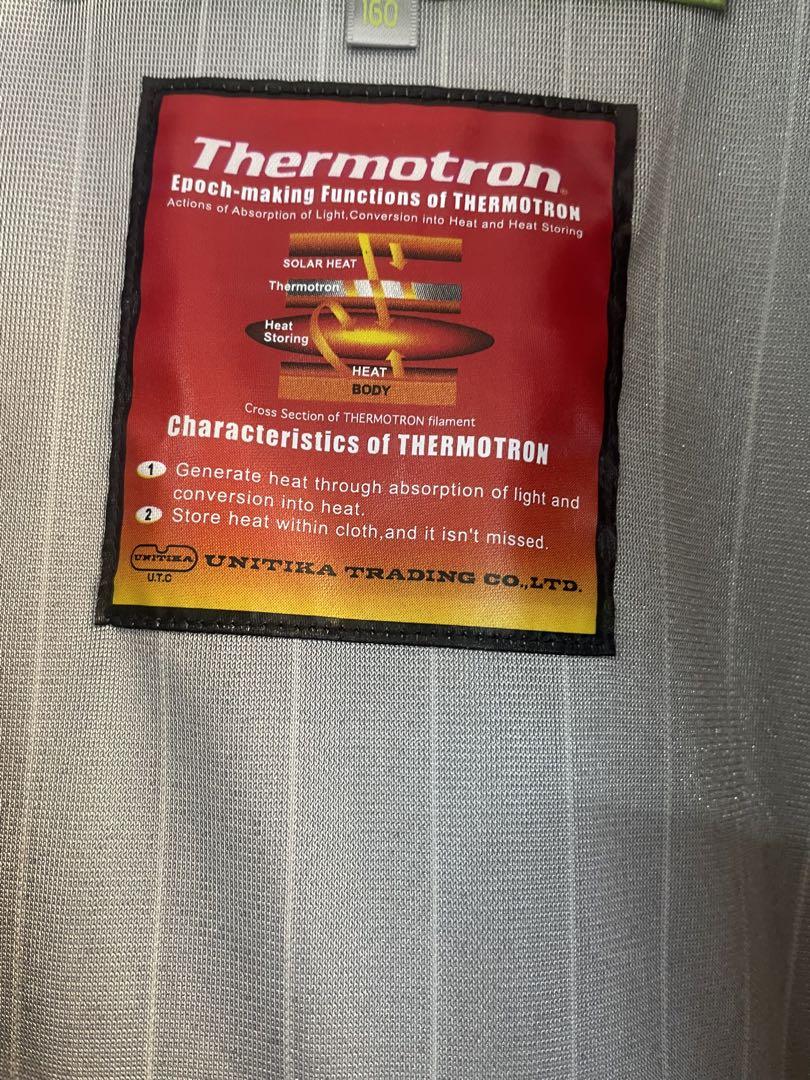 160
Thermotron®
Epoch-making Functions of THERMOTRON
Actions of Absorption of Light,Conversion into Heat and Heat Storing
SOLAR HEAT
Thermotron
Heat
Storing
HEAT
BODY
Cross Section of THERMOTRON filament
Characteristics of THERMOTRON
1 Generate heat through absorption of light and
conversion into heat.
2 Store heat within cloth,and it isn't missed.
UNITIKA
U.T.C
UNITIKA TRADING CO.,LTD.